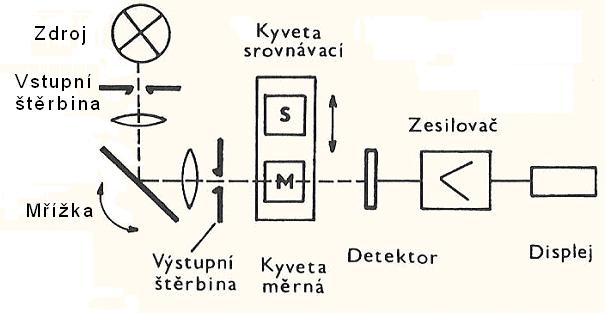 Zdroj
Vstupní
štěrbina
Kyveta
srovnávací
S
Zesilovač
M
Mřížka
Výstupní
štěrbina
Kyveta
měrná
Detektor
Displej